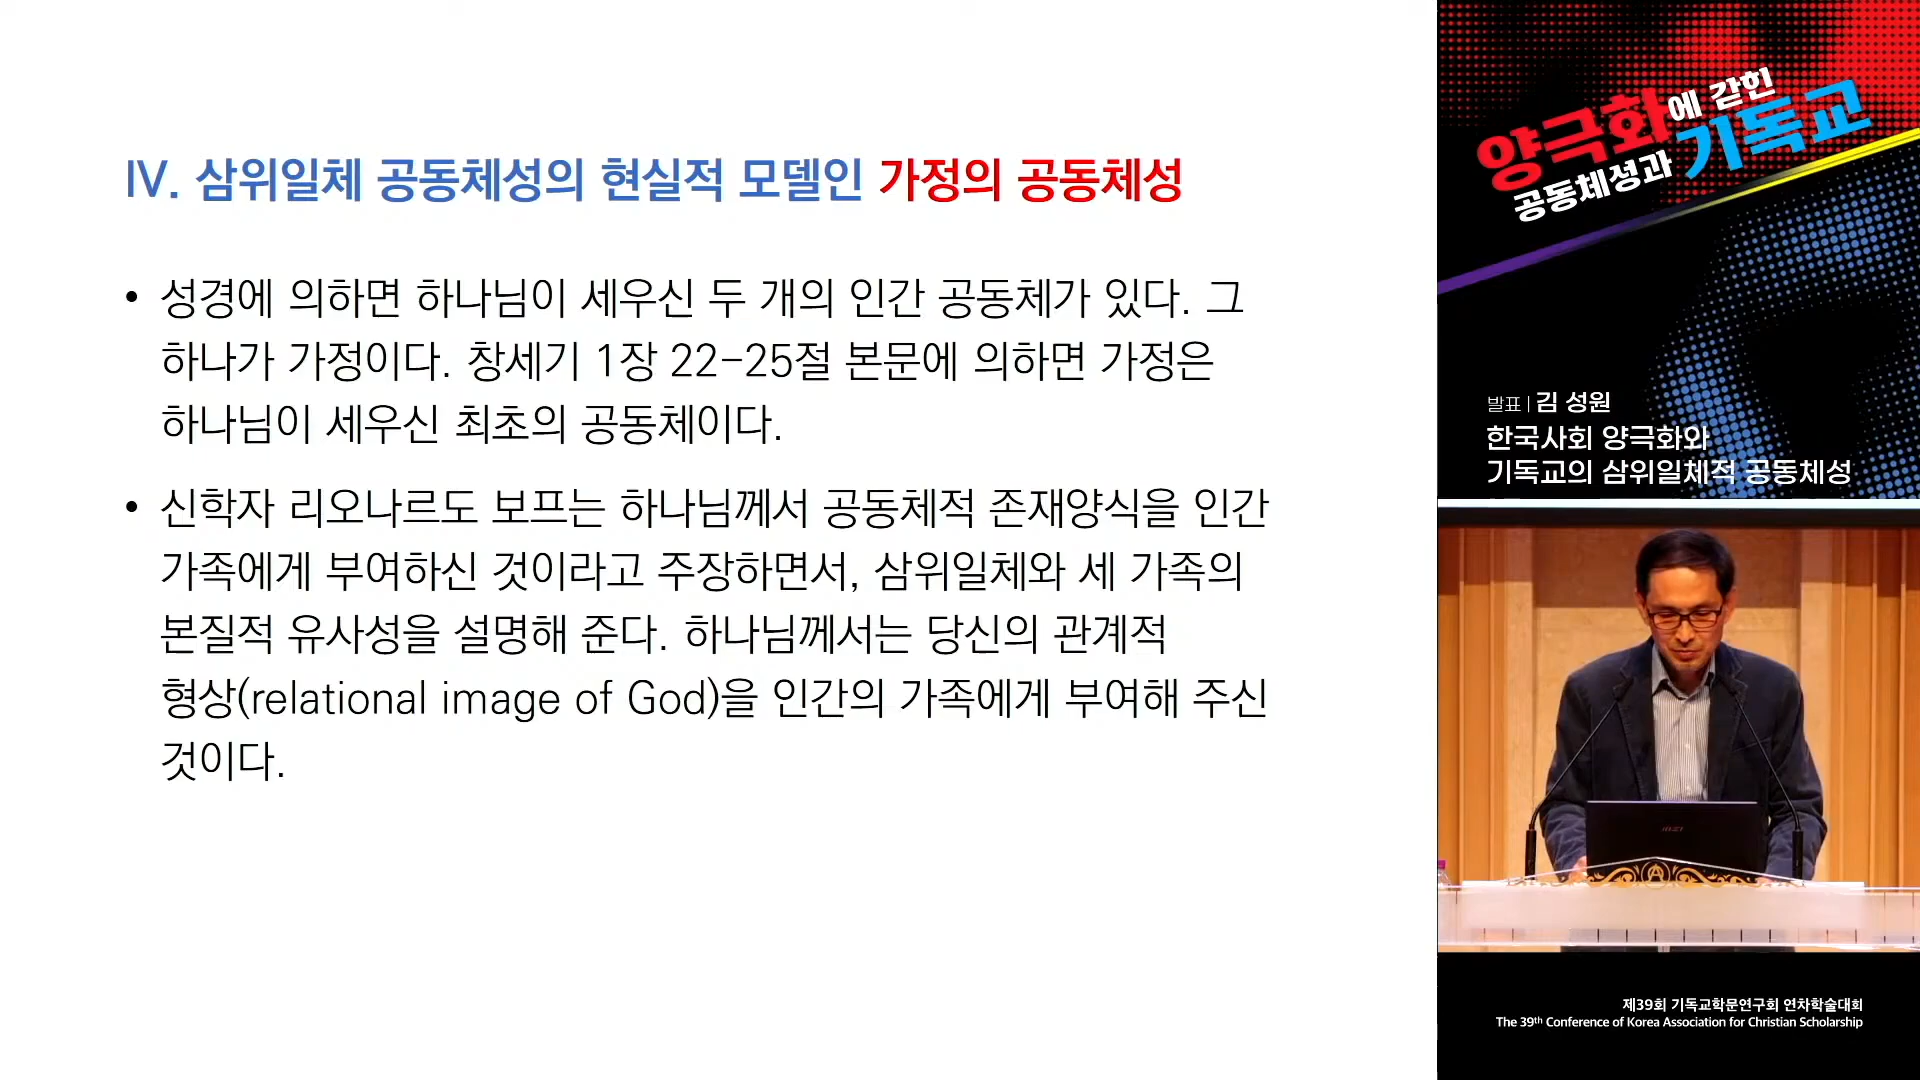 IV. 삼위일체 공동체성의 현실적 모델인 가정의 공동체성
• 성경에 의하면 하나님이 세우신 두 개의 인간 공동체가 있다. 그
하나가 가정이다. 창세기 1장 22-25절 본문에 의하면 가정은
하나님이 세우신 최초의 공동체이다.
• 신학자 리오나르도 보프는 하나님께서 공동체적 존재양식을 인간
가족에게 부여하신 것이라고 주장하면서, 삼위일체와 세 가족의
본질적 유사성을 설명해 준다. 하나님께서는 당신의 관계적
형상(relational image of God)을 인간의 가족에게 부여해 주신
것이다.
양극화에 갇힌
공동체성과 기독교
발표 | 김 성원
한국사회 양극화와
기독교의 삼위일체적 공동체성
msi
제39회 기독교학문연구회 연차학술대회
The 39th Conference of Korea Association for Christian Scholarship